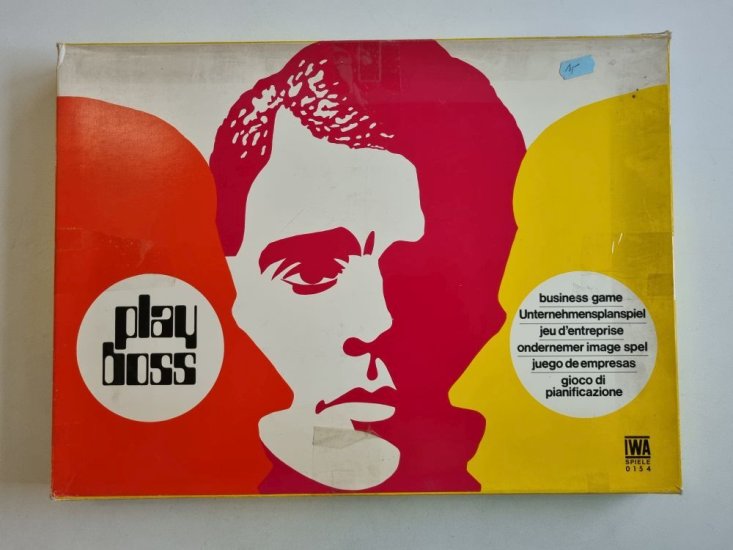 play
boss
business game
Unternehmensplanspiel
jeu d'entreprise
ondernemer image spel
juego de empresas
gioco di
pianificazione
IWA
SPIELE
0154